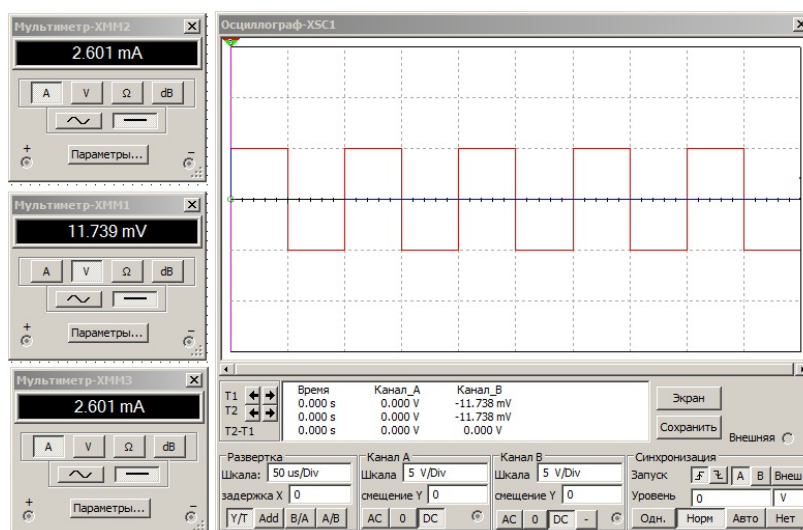 Мультиметр-XMM2
2.601 mA
A V Ω dB
+ –
Параметры...
Мультиметр-XMM1
11.739 mV
A V Ω dB
+ –
Параметры...
Мультиметр-XMM3
2.601 mA
A V Ω dB
+ –
Параметры...
Осциллограф-XSC1
Время Канал_A Канал_B
T1 0.000 s 0.000 V -11.738 mV
T2 0.000 s 0.000 V -11.738 mV
T2-T1 0.000 s 0.000 V 0.000 V
Экран
Сохранить
Внешняя
Развертка
Шкала: 50 us/Div
задержка X 0
Y/T Add B/A A/B
Канал A
Шкала 5 V/Div
смещение Y 0
AC 0 DC
Канал B
Шкала 5 V/Div
смещение Y 0
AC 0 DC -
Синхронизация
Запуск A B Внеш
Уровень 0 V
Одн. Норм Авто Нет